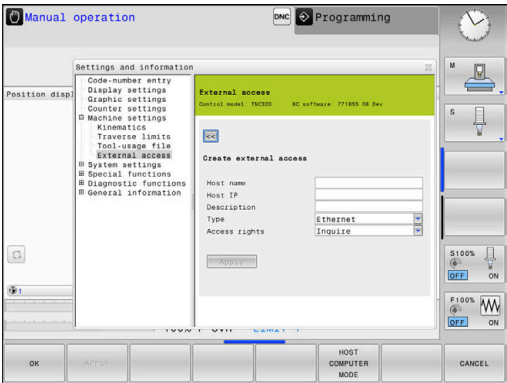 Manual operation
DNC
Programming
Settings and information
Position disp
Code-number entry
Display settings
Graphic settings
Counter settings
Machine settings
Kinematics
Traverse limits
Tool-usage file
External access
System settings
Special functions
Diagnostic functions
General information
External access
Control model: TNC320 NC software: 771855 06 Dev
<<
Create external access
Host name
Host IP
Description
Type Ethernet
Access rights Inquire
Apply
M
S
S100%
OFF ON
F100%
OFF ON
1
OK
APPLY
HOST
COMPUTER
MODE
CANCEL